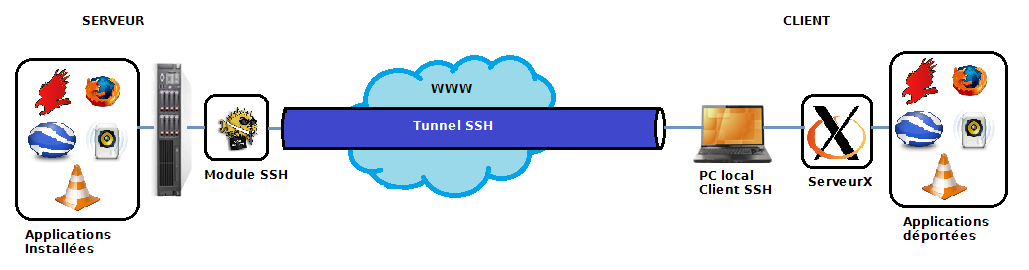 SERVEUR
CLIENT
WWW
Tunnel SSH
Module SSH
PC local
Client SSH
ServeurX
Applications
Installées
Applications
déportées